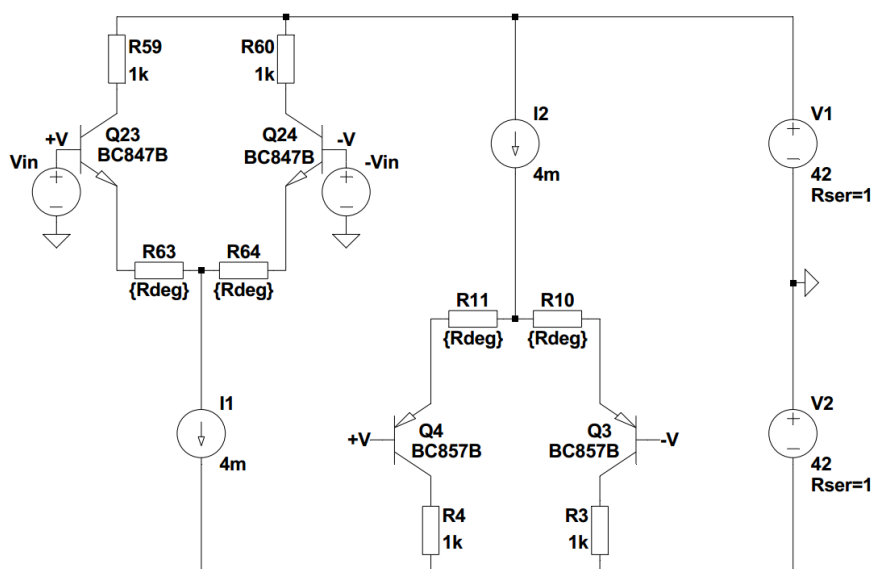 R59
1k
R60
1k
Q23
BC847B
+V
Vin
Q24
BC847B
-V
-Vin
I2
4m
V1
42
Rser=1
R63
{Rdeg}
R64
{Rdeg}
R11
{Rdeg}
R10
{Rdeg}
I1
4m
+V
Q4
BC857B
Q3
BC857B
-V
V2
42
Rser=1
R4
1k
R3
1k